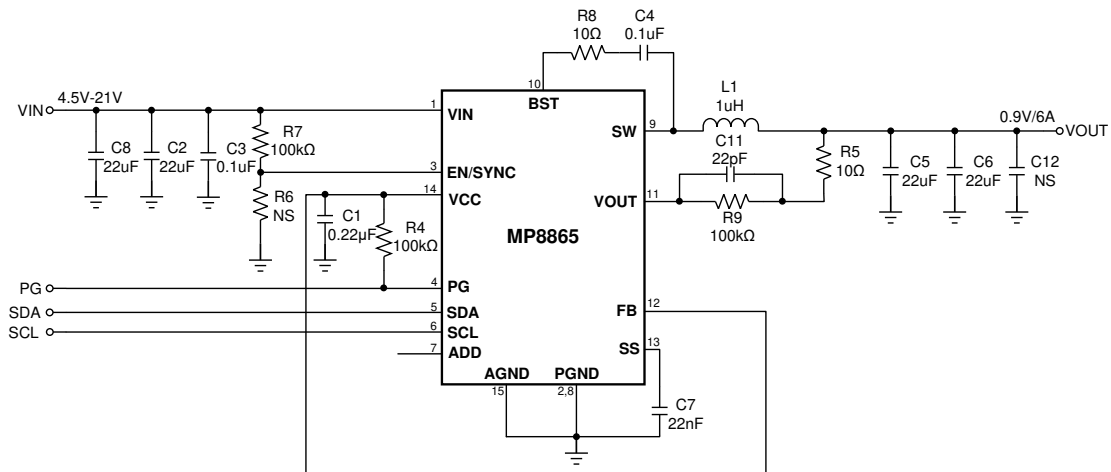 R8
10Ω
C4
0.1uF
10
BST
VIN
4.5V-21V
1
VIN
L1
1uH
SW
9
0.9V/6A
VOUT
C8
22uF
C2
22uF
C3
0.1uF
R7
100kΩ
C11
22pF
R5
10Ω
C5
22uF
C6
22uF
C12
NS
3
EN/SYNC
14
VCC
R6
NS
VOUT
11
R9
100kΩ
C1
0.22µF
R4
100kΩ
MP8865
PG
4
PG
SDA
5
SDA
SCL
6
SCL
7
ADD
FB
12
SS
13
AGND
15
PGND
2,8
C7
22nF